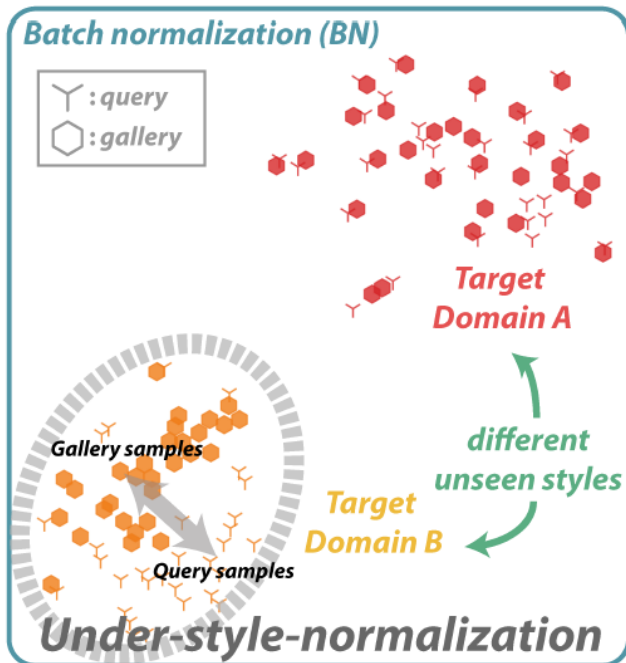 Batch normalization (BN)
: query
: gallery
Target
Domain A
different
unseen styles
Gallery samples
Target
Domain B
Query samples
Under-style-normalization